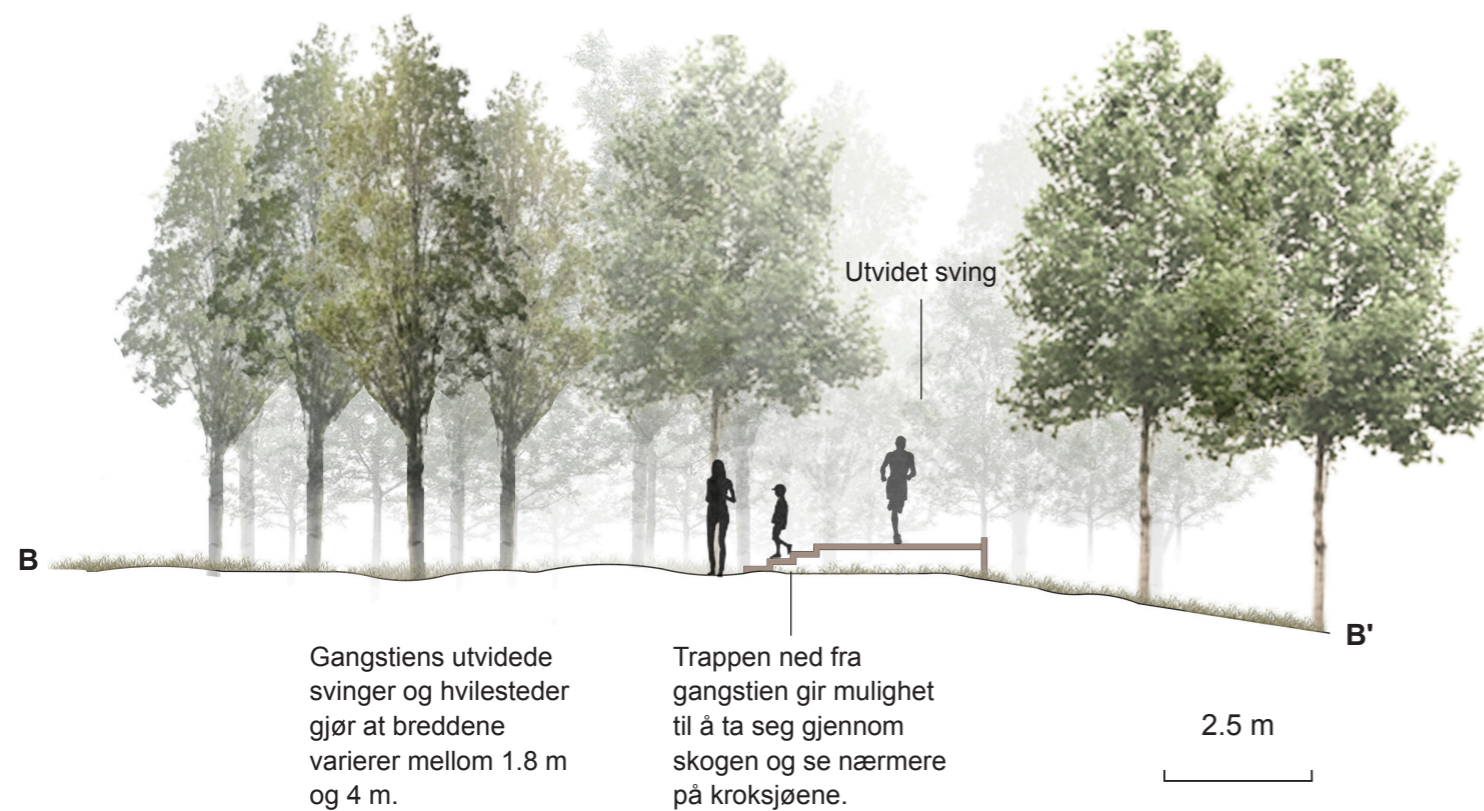 Utvidet sving
B
B'
Gangstiens utvidede
svinger og hvilesteder
gjør at breddene
varierer mellom 1.8 m
og 4 m.
Trappen ned fra
gangstien gir mulighet
til å ta seg gjennom
skogen og se nærmere
på kroksjøene.
2.5 m